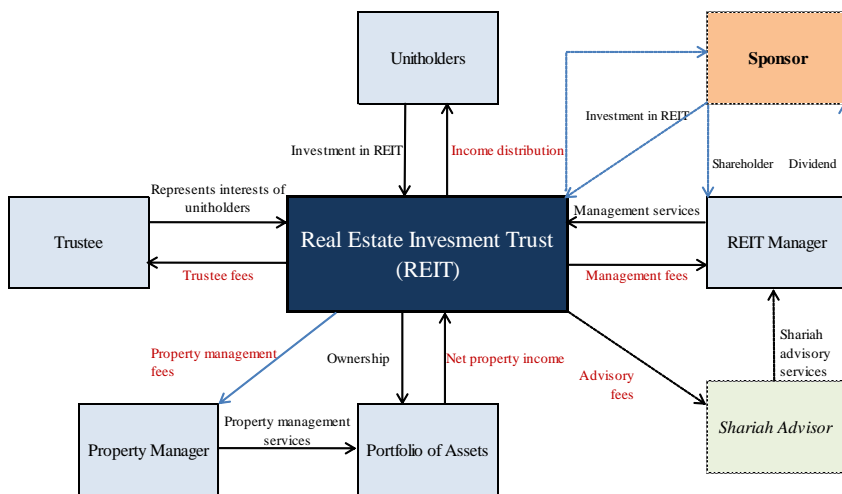 Unitholders
Sponsor
Investment in REIT
Investment in REIT
Income distribution
Shareholder
Dividend
Represents interests of
unitholders
Management services
Trustee
Real Estate Invesment Trust
(REIT)
REIT Manager
Trustee fees
Management fees
Property management
fees
Ownership
Net property income
Advisory
fees
Shariah
advisory
services
Property Manager
Property management
services
Portfolio of Assets
Shariah Advisor